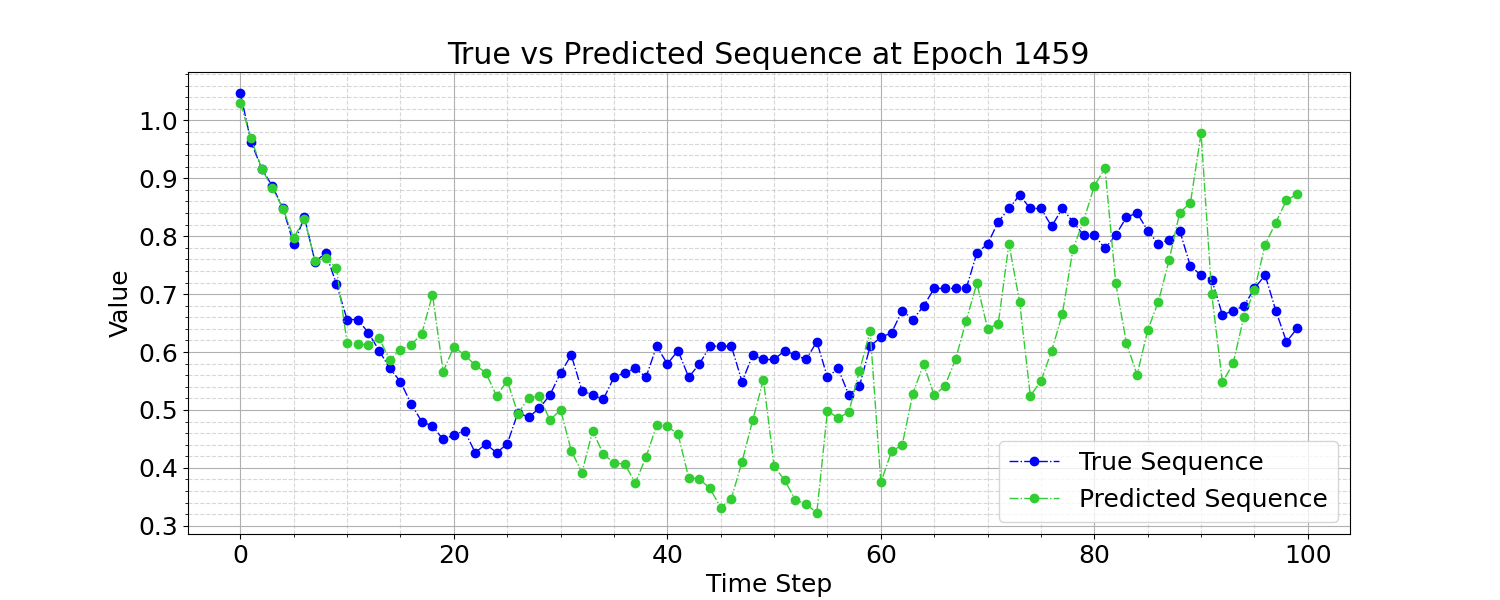 True vs Predicted Sequence at Epoch 1459
1.0
0.9
0.8
0.7
0.6
0.5
0.4
0.3
Value
0 20 40 60 80 100
Time Step
True Sequence
Predicted Sequence